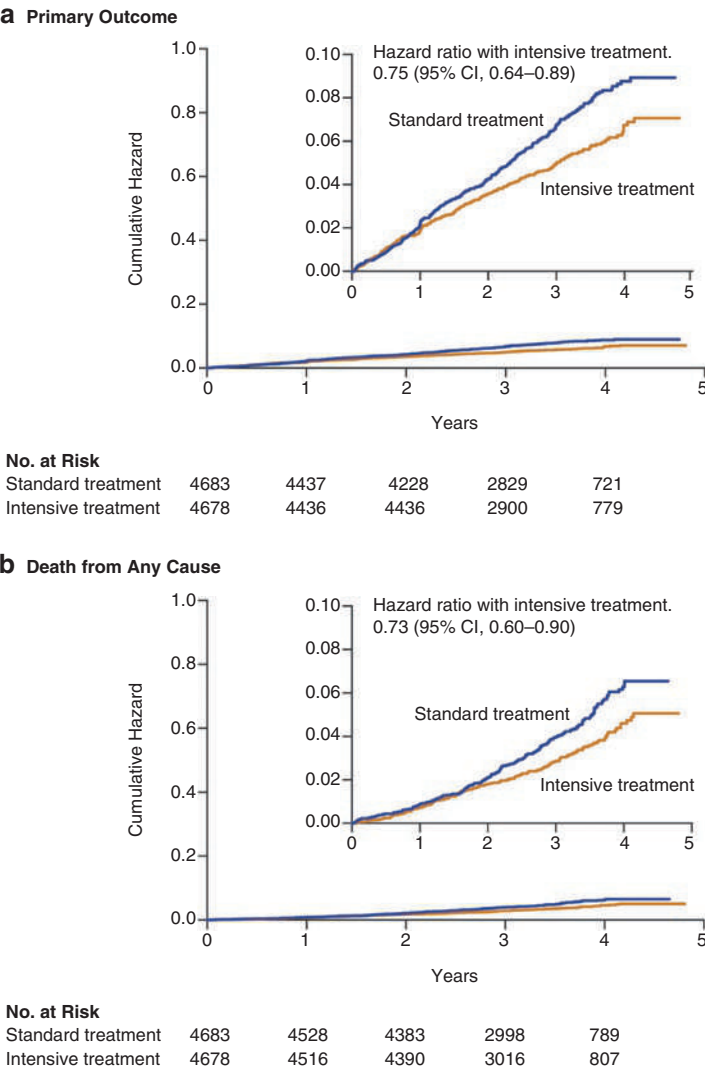 a Primary Outcome
1.0
0.8
0.6
0.4
0.2
0.0
Cumulative Hazard
0.10
0.08
0.06
0.04
0.02
0.00
Hazard ratio with intensive treatment.
0.75 (95% CI, 0.64–0.89)
Standard treatment
Intensive treatment
0 1 2 3 4 5
0 1 2 3 4 5
Years
No. at Risk
Standard treatment 4683 4437 4228 2829 721
Intensive treatment 4678 4436 4436 2900 779
b Death from Any Cause
1.0
0.8
0.6
0.4
0.2
0.0
Cumulative Hazard
0.10
0.08
0.06
0.04
0.02
0.00
Hazard ratio with intensive treatment.
0.73 (95% CI, 0.60–0.90)
Standard treatment
Intensive treatment
0 1 2 3 4 5
0 1 2 3 4 5
Years
No. at Risk
Standard treatment 4683 4528 4383 2998 789
Intensive treatment 4678 4516 4390 3016 807